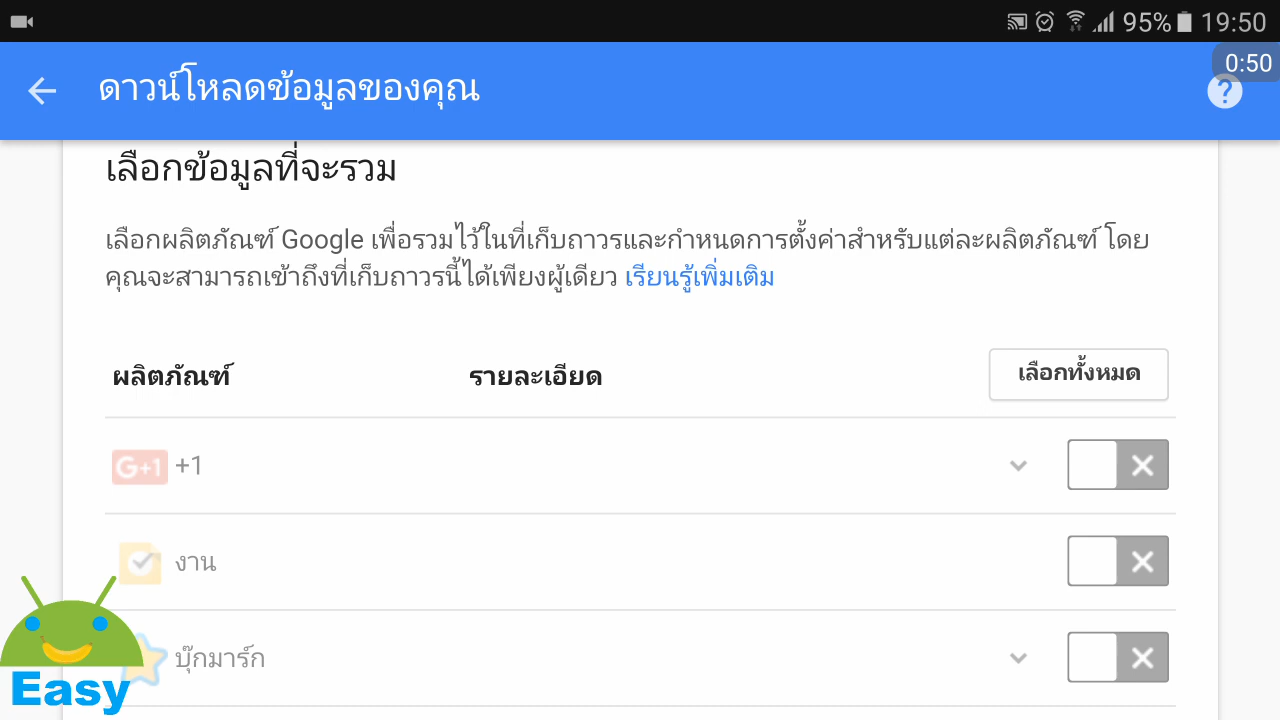 95% 19:50
0:50
ดาวน์โหลดข้อมูลของคุณ
?
เลือกข้อมูลที่จะรวม
เลือกผลิตภัณฑ์ Google เพื่อรวมไว้ในที่เก็บถาวรและกำหนดการตั้งค่าสำหรับแต่ละผลิตภัณฑ์ โดย
คุณจะสามารถเข้าถึงที่เก็บถาวรนี้ได้เพียงผู้เดียว เรียนรู้เพิ่มเติม
ผลิตภัณฑ์ รายละเอียด เลือกทั้งหมด
G+1 +1
งาน
บุ๊กมาร์ก
Easy